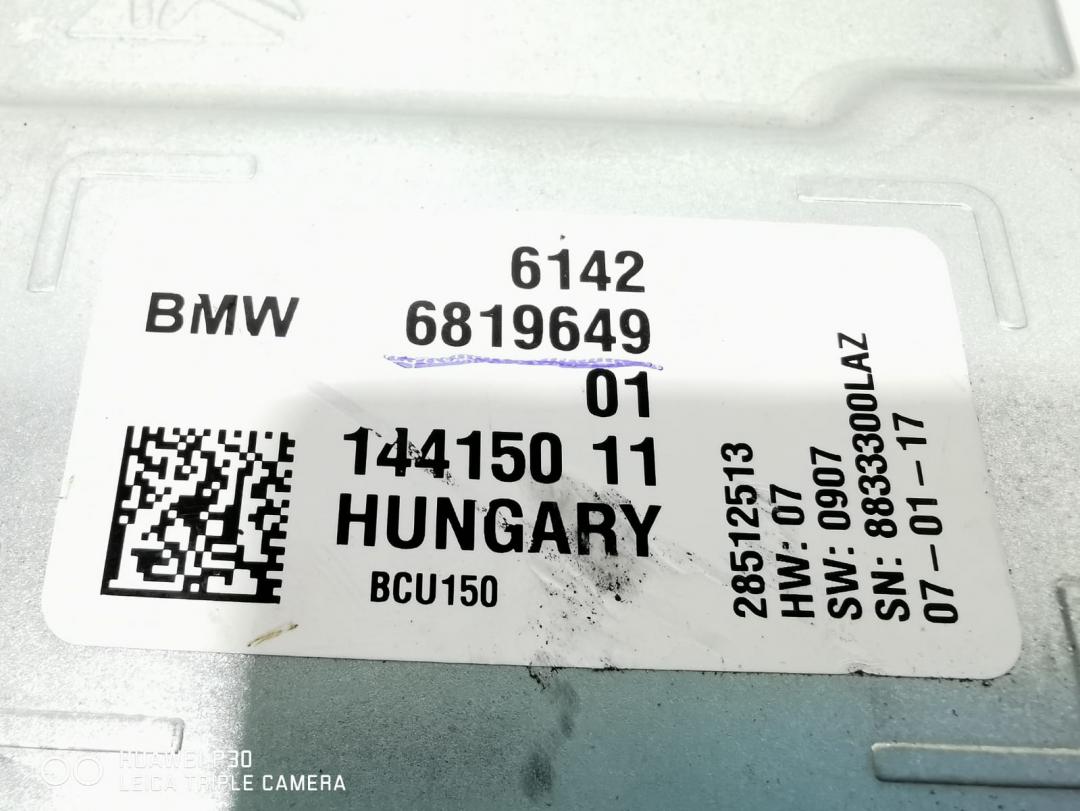 6142
BMW 6819649
01
144150 11
HUNGARY
BCU150
28512513
HW: 07
SW: 0907
SN: 8833300LAZ
07-01-17
HUAWEI P30
LEICA TRIPLE CAMERA